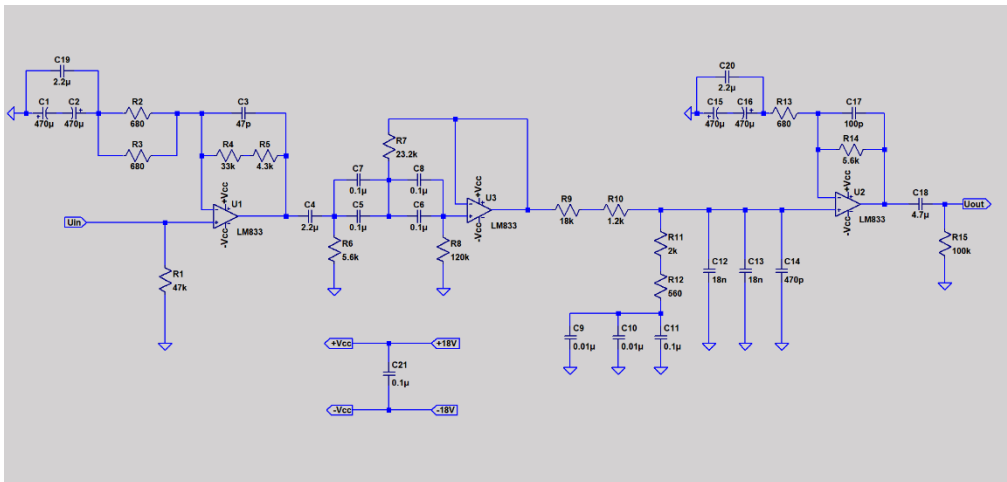 C19
2.2µ
C1
470µ
C2
470µ
R2
680
R3
680
C3
47p
R4
33k
R5
4.3k
+Vcc
U1
LM833
-Vcc
Uin
R1
47k
C4
2.2µ
R7
23.2k
C7
0.1µ
C8
0.1µ
C5
0.1µ
C6
0.1µ
R6
5.6k
R8
120k
+Vcc
U3
LM833
-Vcc
R9
18k
R10
1.2k
R11
2k
R12
560
C9
0.01µ
C10
0.01µ
C11
0.1µ
C12
18n
C13
18n
C14
470p
C20
2.2µ
C15
470µ
C16
470µ
R13
680
C17
100p
R14
5.6k
+Vcc
U2
LM833
-Vcc
C18
4.7µ
Uout
R15
100k
+Vcc
+18V
C21
0.1µ
-Vcc
-18V